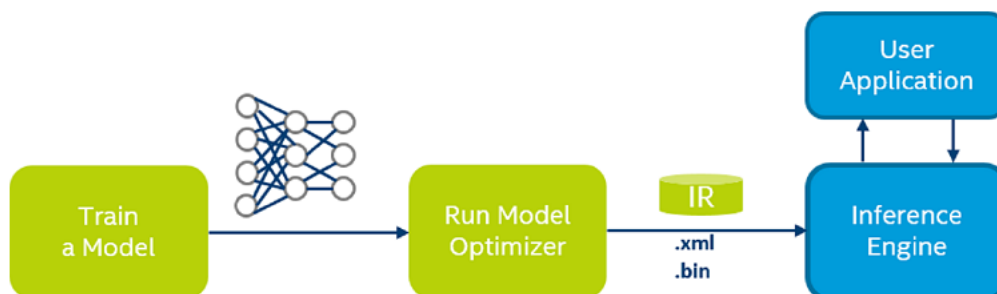 Train
a Model
Run Model
Optimizer
IR
.xml
.bin
User
Application
Inference
Engine